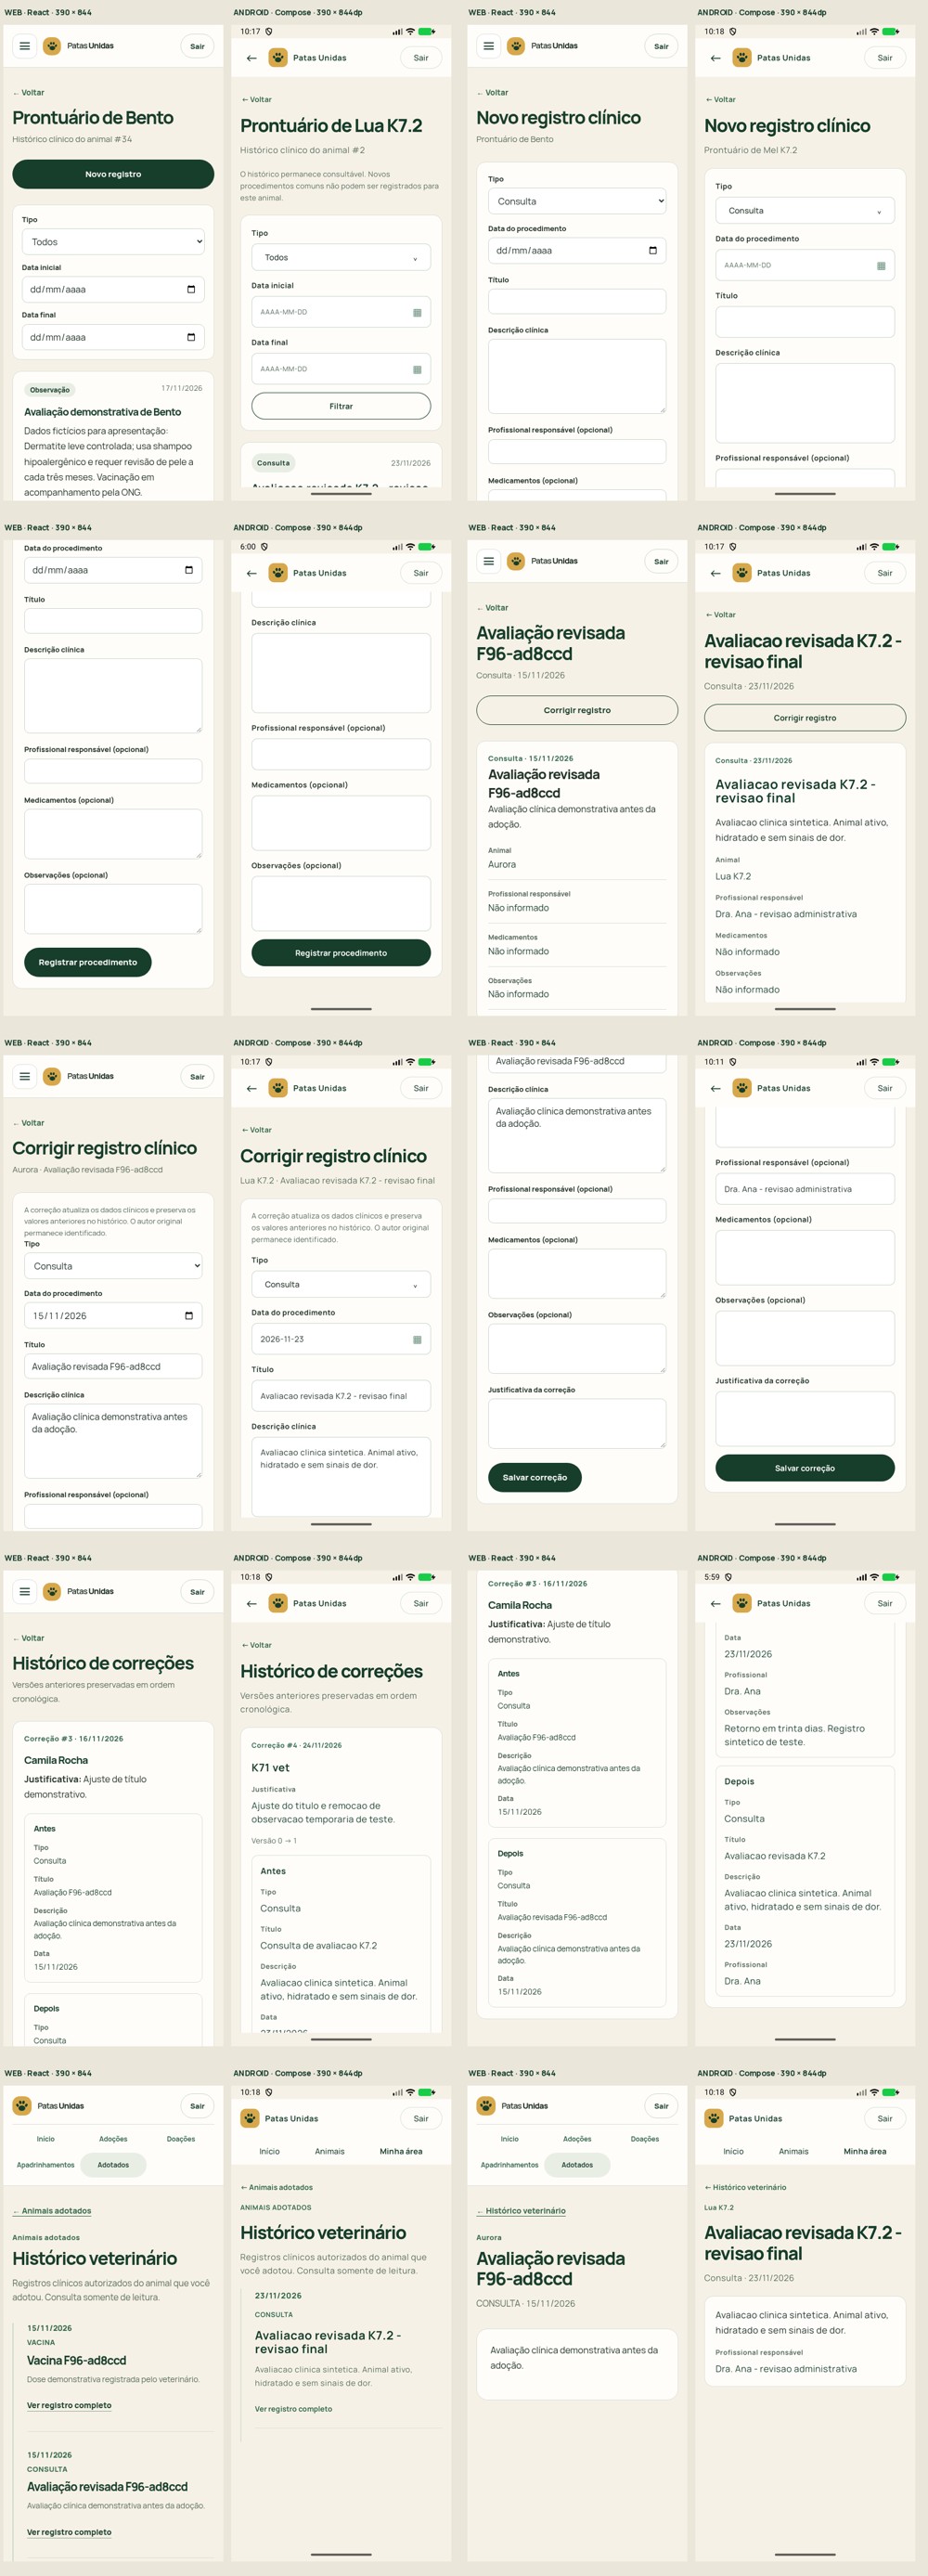 WEB · React · 390 × 844
Patas Unidas
Sair
← Voltar
Prontuário de Bento
Histórico clínico do animal #34
Novo registro
Tipo
Todos
Data inicial
dd/mm/aaaa
Data final
dd/mm/aaaa
Observação
17/11/2026
Avaliação demonstrativa de Bento
Dados fictícios para apresentação:
Dermatite leve controlada; usa shampoo
hipoalergênico e requer revisão de pele a
cada três meses. Vacinação em
acompanhamento pela ONG.
ANDROID · Compose · 390 × 844dp
10:17
Patas Unidas
Sair
← Voltar
Prontuário de Lua K7.2
Histórico clínico do animal #2
O histórico permanece consultável. Novos
procedimentos comuns não podem ser registrados para
este animal.
Tipo
Todos
Data inicial
AAAA-MM-DD
Data final
AAAA-MM-DD
Filtrar
Consulta
23/11/2026
Avaliacao revisada K7.2 - revisao
WEB · React · 390 × 844
Patas Unidas
Sair
← Voltar
Novo registro clínico
Prontuário de Bento
Tipo
Consulta
Data do procedimento
dd/mm/aaaa
Título
Descrição clínica
Profissional responsável (opcional)
Medicamentos (opcional)
ANDROID · Compose · 390 × 844dp
10:18
Patas Unidas
Sair
← Voltar
Novo registro clínico
Prontuário de Mel K7.2
Tipo
Consulta
Data do procedimento
AAAA-MM-DD
Título
Descrição clínica
Profissional responsável (opcional)
WEB · React · 390 × 844
Data do procedimento
dd/mm/aaaa
Título
Descrição clínica
Profissional responsável (opcional)
Medicamentos (opcional)
Observações (opcional)
Registrar procedimento
ANDROID · Compose · 390 × 844dp
6:00
Patas Unidas
Sair
Descrição clínica
Profissional responsável (opcional)
Medicamentos (opcional)
Observações (opcional)
Registrar procedimento
WEB · React · 390 × 844
Patas Unidas
Sair
← Voltar
Avaliação revisada
F96-ad8ccd
Consulta · 15/11/2026
Corrigir registro
Consulta · 15/11/2026
Avaliação revisada
F96-ad8ccd
Avaliação clínica demonstrativa antes da
adoção.
Animal
Aurora
Profissional responsável
Não informado
Medicamentos
Não informado
Observações
Não informado
ANDROID · Compose · 390 × 844dp
10:17
Patas Unidas
Sair
← Voltar
Avaliacao revisada K7.2 -
revisao final
Consulta · 23/11/2026
Corrigir registro
Consulta · 23/11/2026
Avaliacao revisada K7.2 -
revisao final
Avaliacao clinica sintetica. Animal ativo,
hidratado e sem sinais de dor.
Animal
Lua K7.2
Profissional responsável
Dra. Ana - revisao administrativa
Medicamentos
Não informado
Observações
Não informado
WEB · React · 390 × 844
Patas Unidas
Sair
← Voltar
Corrigir registro clínico
Aurora · Avaliação revisada F96-ad8ccd
A correção atualiza os dados clínicos e preserva os
valores anteriores no histórico. O autor original
permanece identificado.
Tipo
Consulta
Data do procedimento
15/11/2026
Título
Avaliação revisada F96-ad8ccd
Descrição clínica
Avaliação clínica demonstrativa antes
da adoção.
Profissional responsável (opcional)
ANDROID · Compose · 390 × 844dp
10:17
Patas Unidas
Sair
← Voltar
Corrigir registro clínico
Lua K7.2 · Avaliacao revisada K7.2 - revisao final
A correção atualiza os dados clínicos e preserva
os valores anteriores no histórico. O autor original
permanece identificado.
Tipo
Consulta
Data do procedimento
2026-11-23
Título
Avaliacao revisada K7.2 - revisao final
Descrição clínica
Avaliacao clinica sintetica. Animal ativo,
hidratado e sem sinais de dor.
WEB · React · 390 × 844
Avaliação revisada F96-ad8ccd
Descrição clínica
Avaliação clínica demonstrativa antes
da adoção.
Profissional responsável (opcional)
Medicamentos (opcional)
Observações (opcional)
Justificativa da correção
Salvar correção
ANDROID · Compose · 390 × 844dp
10:11
Patas Unidas
Sair
Profissional responsável (opcional)
Dra. Ana - revisao administrativa
Medicamentos (opcional)
Observações (opcional)
Justificativa da correção
Salvar correção
WEB · React · 390 × 844
Patas Unidas
Sair
← Voltar
Histórico de correções
Versões anteriores preservadas em ordem
cronológica.
Correção #3 · 16/11/2026
Camila Rocha
Justificativa: Ajuste de título
demonstrativo.
Antes
Tipo
Consulta
Título
Avaliação F96-ad8ccd
Descrição
Avaliação clínica demonstrativa antes da
adoção.
Data
15/11/2026
Depois
Tipo
Consulta
ANDROID · Compose · 390 × 844dp
10:18
Patas Unidas
Sair
← Voltar
Histórico de correções
Versões anteriores preservadas em ordem
cronológica.
Correção #4 · 24/11/2026
K71 vet
Justificativa
Ajuste do titulo e remocao de
observacao temporaria de teste.
Versão 0 → 1
Antes
Tipo
Consulta
Título
Consulta de avaliacao K7.2
Descrição
Avaliacao clinica sintetica. Animal
ativo, hidratado e sem sinais de dor.
Data
23/11/2026
WEB · React · 390 × 844
Correção #3 · 16/11/2026
Camila Rocha
Justificativa: Ajuste de título
demonstrativo.
Antes
Tipo
Consulta
Título
Avaliação F96-ad8ccd
Descrição
Avaliação clínica demonstrativa antes da
adoção.
Data
15/11/2026
Depois
Tipo
Consulta
Título
Avaliação revisada F96-ad8ccd
Descrição
Avaliação clínica demonstrativa antes da
adoção.
Data
15/11/2026
ANDROID · Compose · 390 × 844dp
5:59
Patas Unidas
Sair
Data
23/11/2026
Profissional
Dra. Ana
Observações
Retorno em trinta dias. Registro
sintetico de teste.
Depois
Tipo
Consulta
Título
Avaliacao revisada K7.2
Descrição
Avaliacao clinica sintetica. Animal
ativo, hidratado e sem sinais de dor.
Data
23/11/2026
Profissional
Dra. Ana
WEB · React · 390 × 844
Patas Unidas
Sair
Início
Adoções
Doações
Apadrinhamentos
Adotados
← Animais adotados
Animais adotados
Histórico veterinário
Registros clínicos autorizados do animal que você
adotou. Consulta somente de leitura.
15/11/2026
VACINA
Vacina F96-ad8ccd
Dose demonstrativa registrada pelo veterinário.
Ver registro completo
15/11/2026
CONSULTA
Avaliação revisada F96-ad8ccd
Avaliação clínica demonstrativa antes da adoção.
Ver registro completo
ANDROID · Compose · 390 × 844dp
10:18
Patas Unidas
Sair
Início
Animais
Minha área
← Animais adotados
ANIMAIS ADOTADOS
Histórico veterinário
Registros clínicos autorizados do animal que
você adotou. Consulta somente de leitura.
23/11/2026
CONSULTA
Avaliacao revisada K7.2 -
revisao final
Avaliacao clinica sintetica. Animal ativo,
hidratado e sem sinais de dor.
Ver registro completo
WEB · React · 390 × 844
Patas Unidas
Sair
Início
Adoções
Doações
Apadrinhamentos
Adotados
← Histórico veterinário
Aurora
Avaliação revisada
F96-ad8ccd
CONSULTA · 15/11/2026
Avaliação clínica demonstrativa antes da
adoção.
ANDROID · Compose · 390 × 844dp
10:18
Patas Unidas
Sair
Início
Animais
Minha área
← Histórico veterinário
Lua K7.2
Avaliacao revisada K7.2 -
revisao final
Consulta · 23/11/2026
Avaliacao clinica sintetica. Animal ativo,
hidratado e sem sinais de dor.
Profissional responsável
Dra. Ana - revisao administrativa